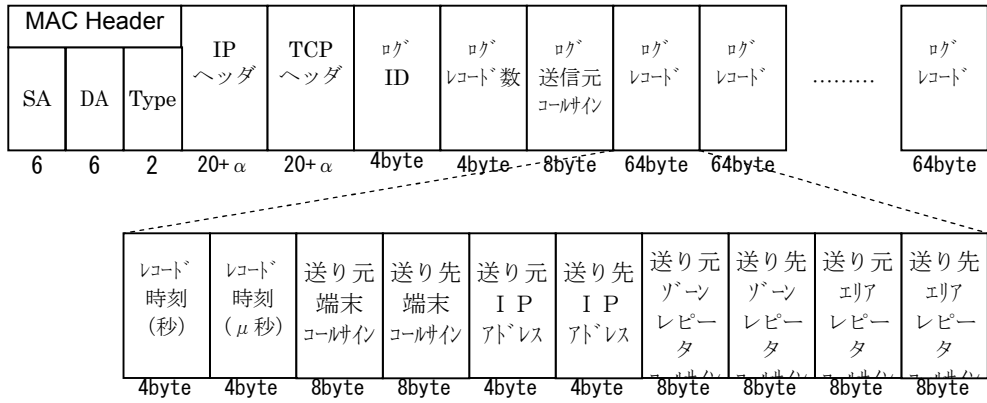 MAC Header
SA
DA
Type
IP
ヘッダ
TCP
ヘッダ
ﾛｸﾞ
ID
ﾛｸﾞ
ﾚｺｰﾄﾞ数
ﾛｸﾞ
送信元
ｺｰﾙｻｲﾝ
ﾛｸﾞ
ﾚｺｰﾄﾞ
ﾛｸﾞ
ﾚｺｰﾄﾞ
………
ﾛｸﾞ
ﾚｺｰﾄﾞ
6
6
2
20+α
20+α
4byte
4byte
8byte
64byte
64byte
64byte
ﾚｺｰﾄﾞ
時刻
(秒)
ﾚｺｰﾄﾞ
時刻
(μ秒)
送り元
端末
ｺｰﾙｻｲﾝ
送り先
端末
ｺｰﾙｻｲﾝ
送り元
ＩＰ
ｱﾄﾞﾚｽ
送り先
ＩＰ
ｱﾄﾞﾚｽ
送り元
ｿﾞｰﾝ
レピー
タ
送り先
ｿﾞｰﾝ
レピー
タ
送り元
ｴﾘｱ
レピー
タ
送り先
ｴﾘｱ
レピー
タ
4byte
4byte
8byte
8byte
4byte
4byte
8byte
8byte
8byte
8byte